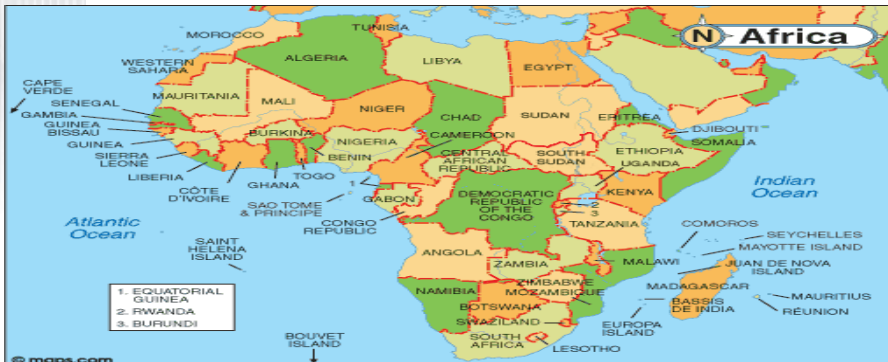 N Africa
MOROCCO
TUNISIA
ALGERIA
LIBYA
EGYPT
WESTERN
SAHARA
CAPE
VERDE
MAURITANIA
MALI
NIGER
CHAD
SUDAN
ERITREA
SENEGAL
GAMBIA
GUINEA
BISSAU
GUINEA
SIERRA
LEONE
LIBERIA
CÔTE
D'IVOIRE
BURKINA
GHANA
TOGO
BENIN
NIGERIA
CAMEROON
CENTRAL
AFRICAN
REPUBLIC
SOUTH
SUDAN
DJIBOUTI
SOMALIA
ETHIOPIA
UGANDA
KENYA
1
SAO TOME
& PRINCIPE
GABON
CONGO
REPUBLIC
DEMOCRATIC
REPUBLIC
OF THE
CONGO
2
3
TANZANIA
Indian
Ocean
Atlantic
Ocean
SAINT
HELENA
ISLAND
COMOROS
SEYCHELLES
MAYOTTE ISLAND
JUAN DE NOVA
ISLAND
ANGOLA
ZAMBIA
MALAWI
MADAGASCAR
ZIMBABWE
MOZAMBIQUE
NAMIBIA
BOTSWANA
BASSIS
DE INDIA
MAURITIUS
RÉUNION
EUROPA
ISLAND
SWAZILAND
SOUTH
AFRICA
LESOTHO
1. EQUATORIAL
GUINEA
2. RWANDA
3. BURUNDI
BOUVET
ISLAND
© maps.com